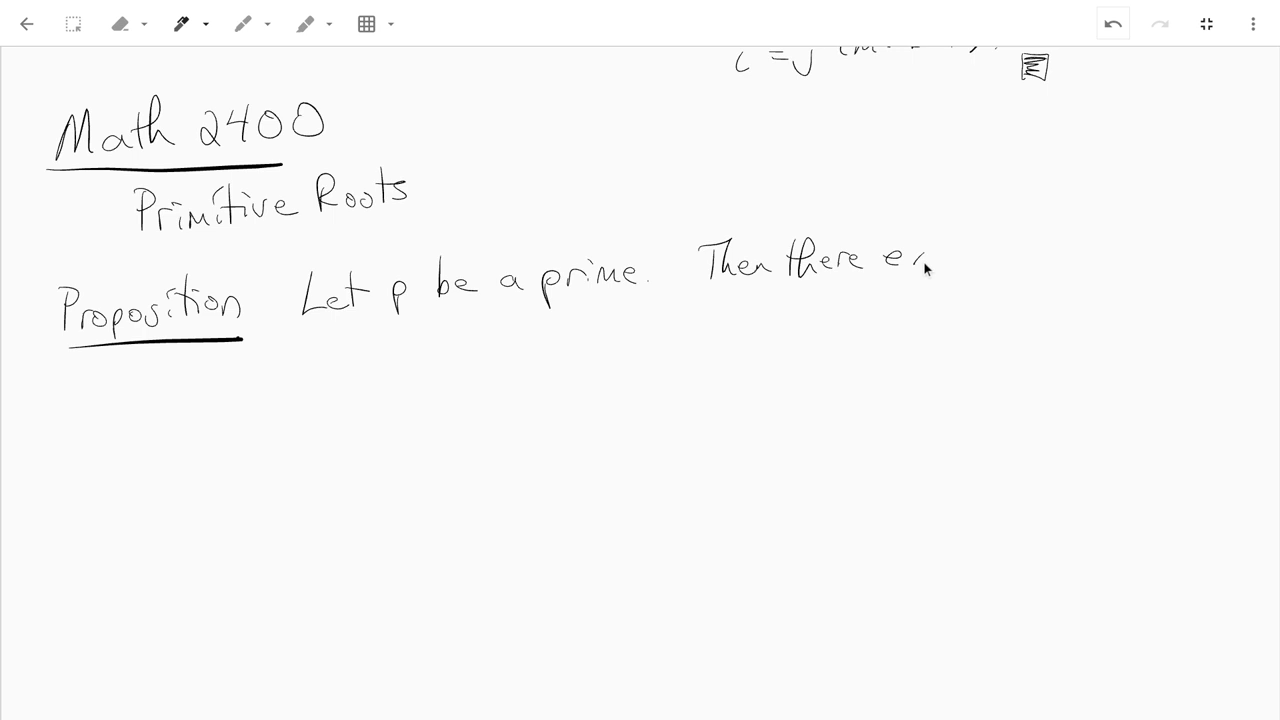 Math 2400
Primitive Roots
Proposition Let p be a prime. Then there